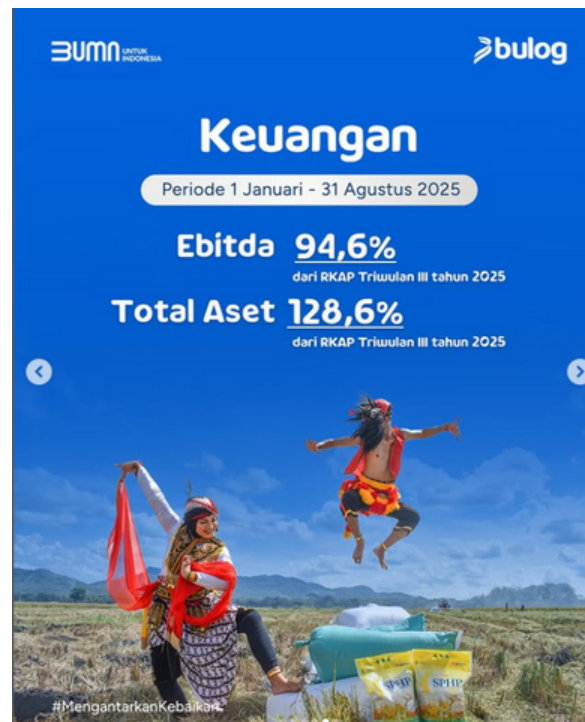 BUMN UNTUK INDONESIA
bulog
Keuangan
Periode 1 Januari - 31 Agustus 2025
Ebitda 94,6%
dari RKAP Triwulan III tahun 2025
Total Aset 128,6%
dari RKAP Triwulan III tahun 2025
SPHP SPHP
#MengantarkanKebaikan